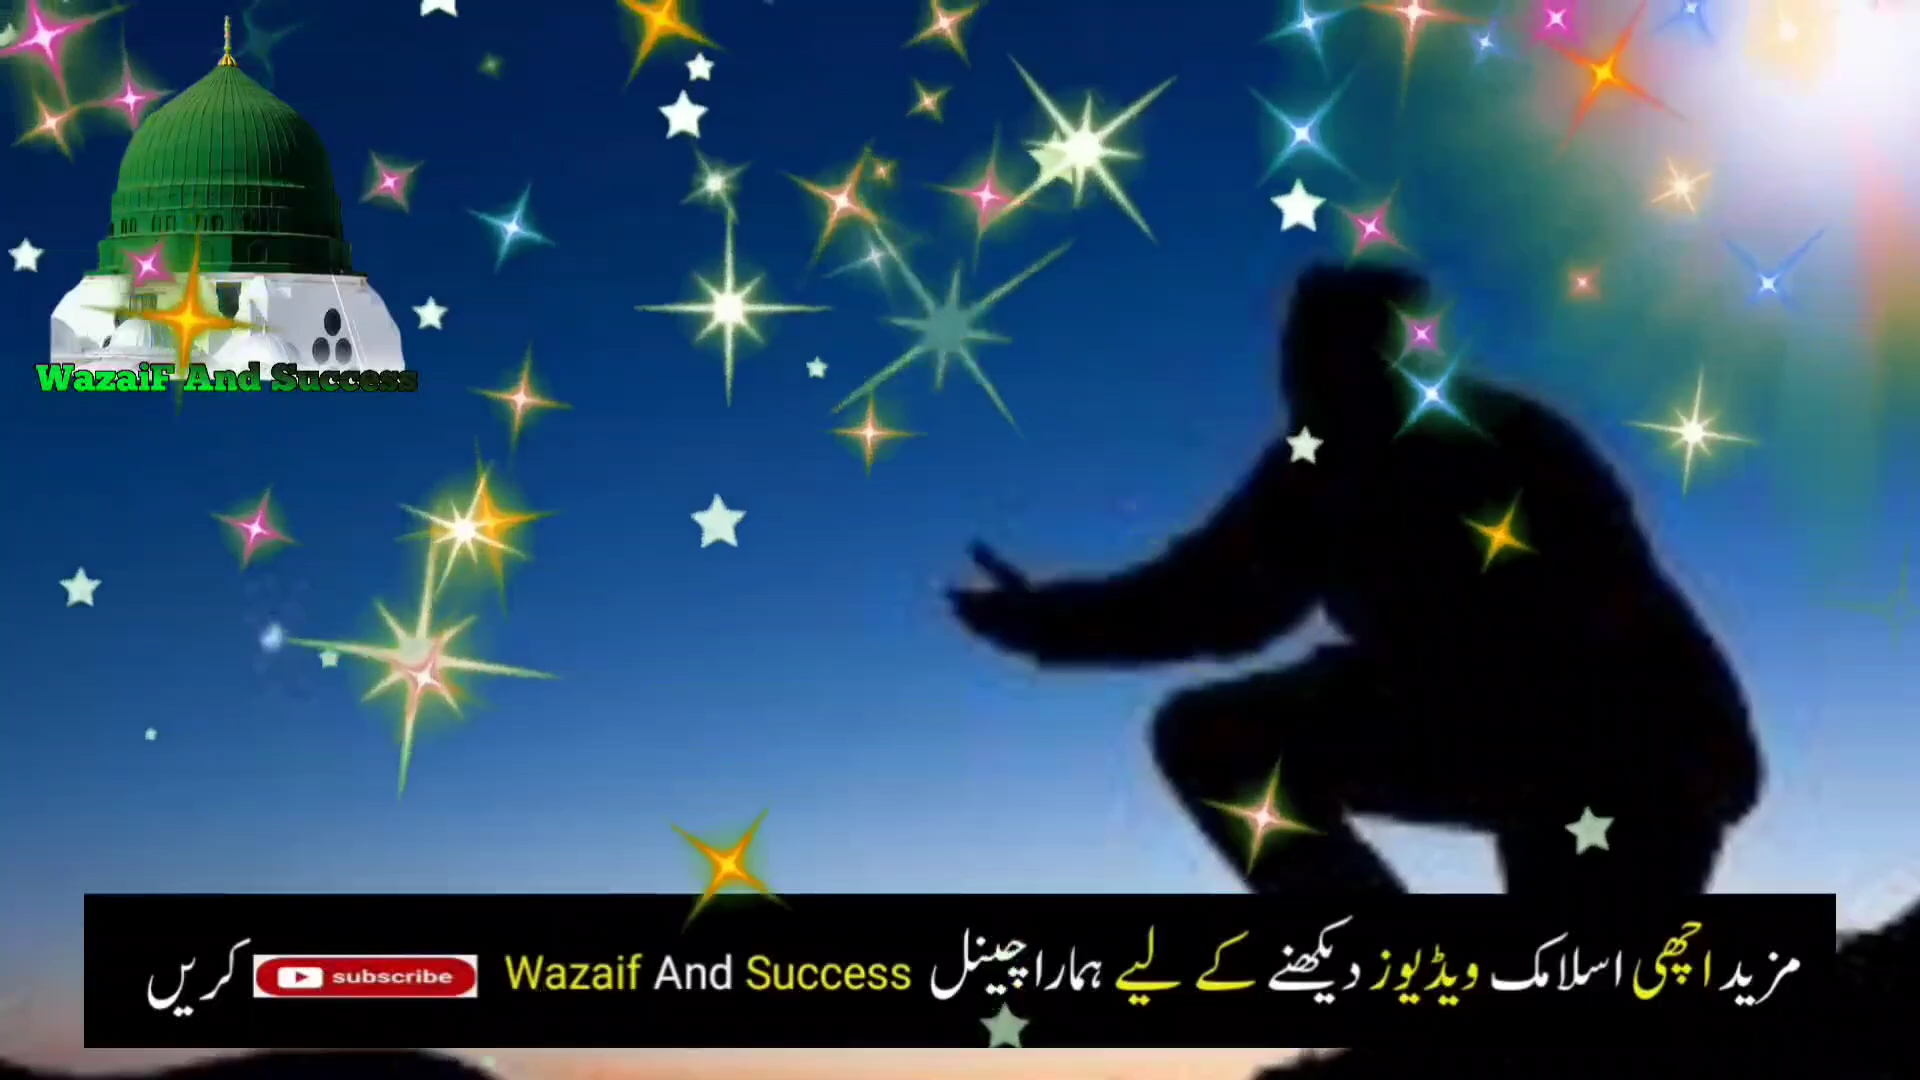 WazaiF And Success
مزید اچھی اسلامک ویڈیوز دیکھنے کے لیے ہمارا چینل Wazaif And Success subscribe کریں